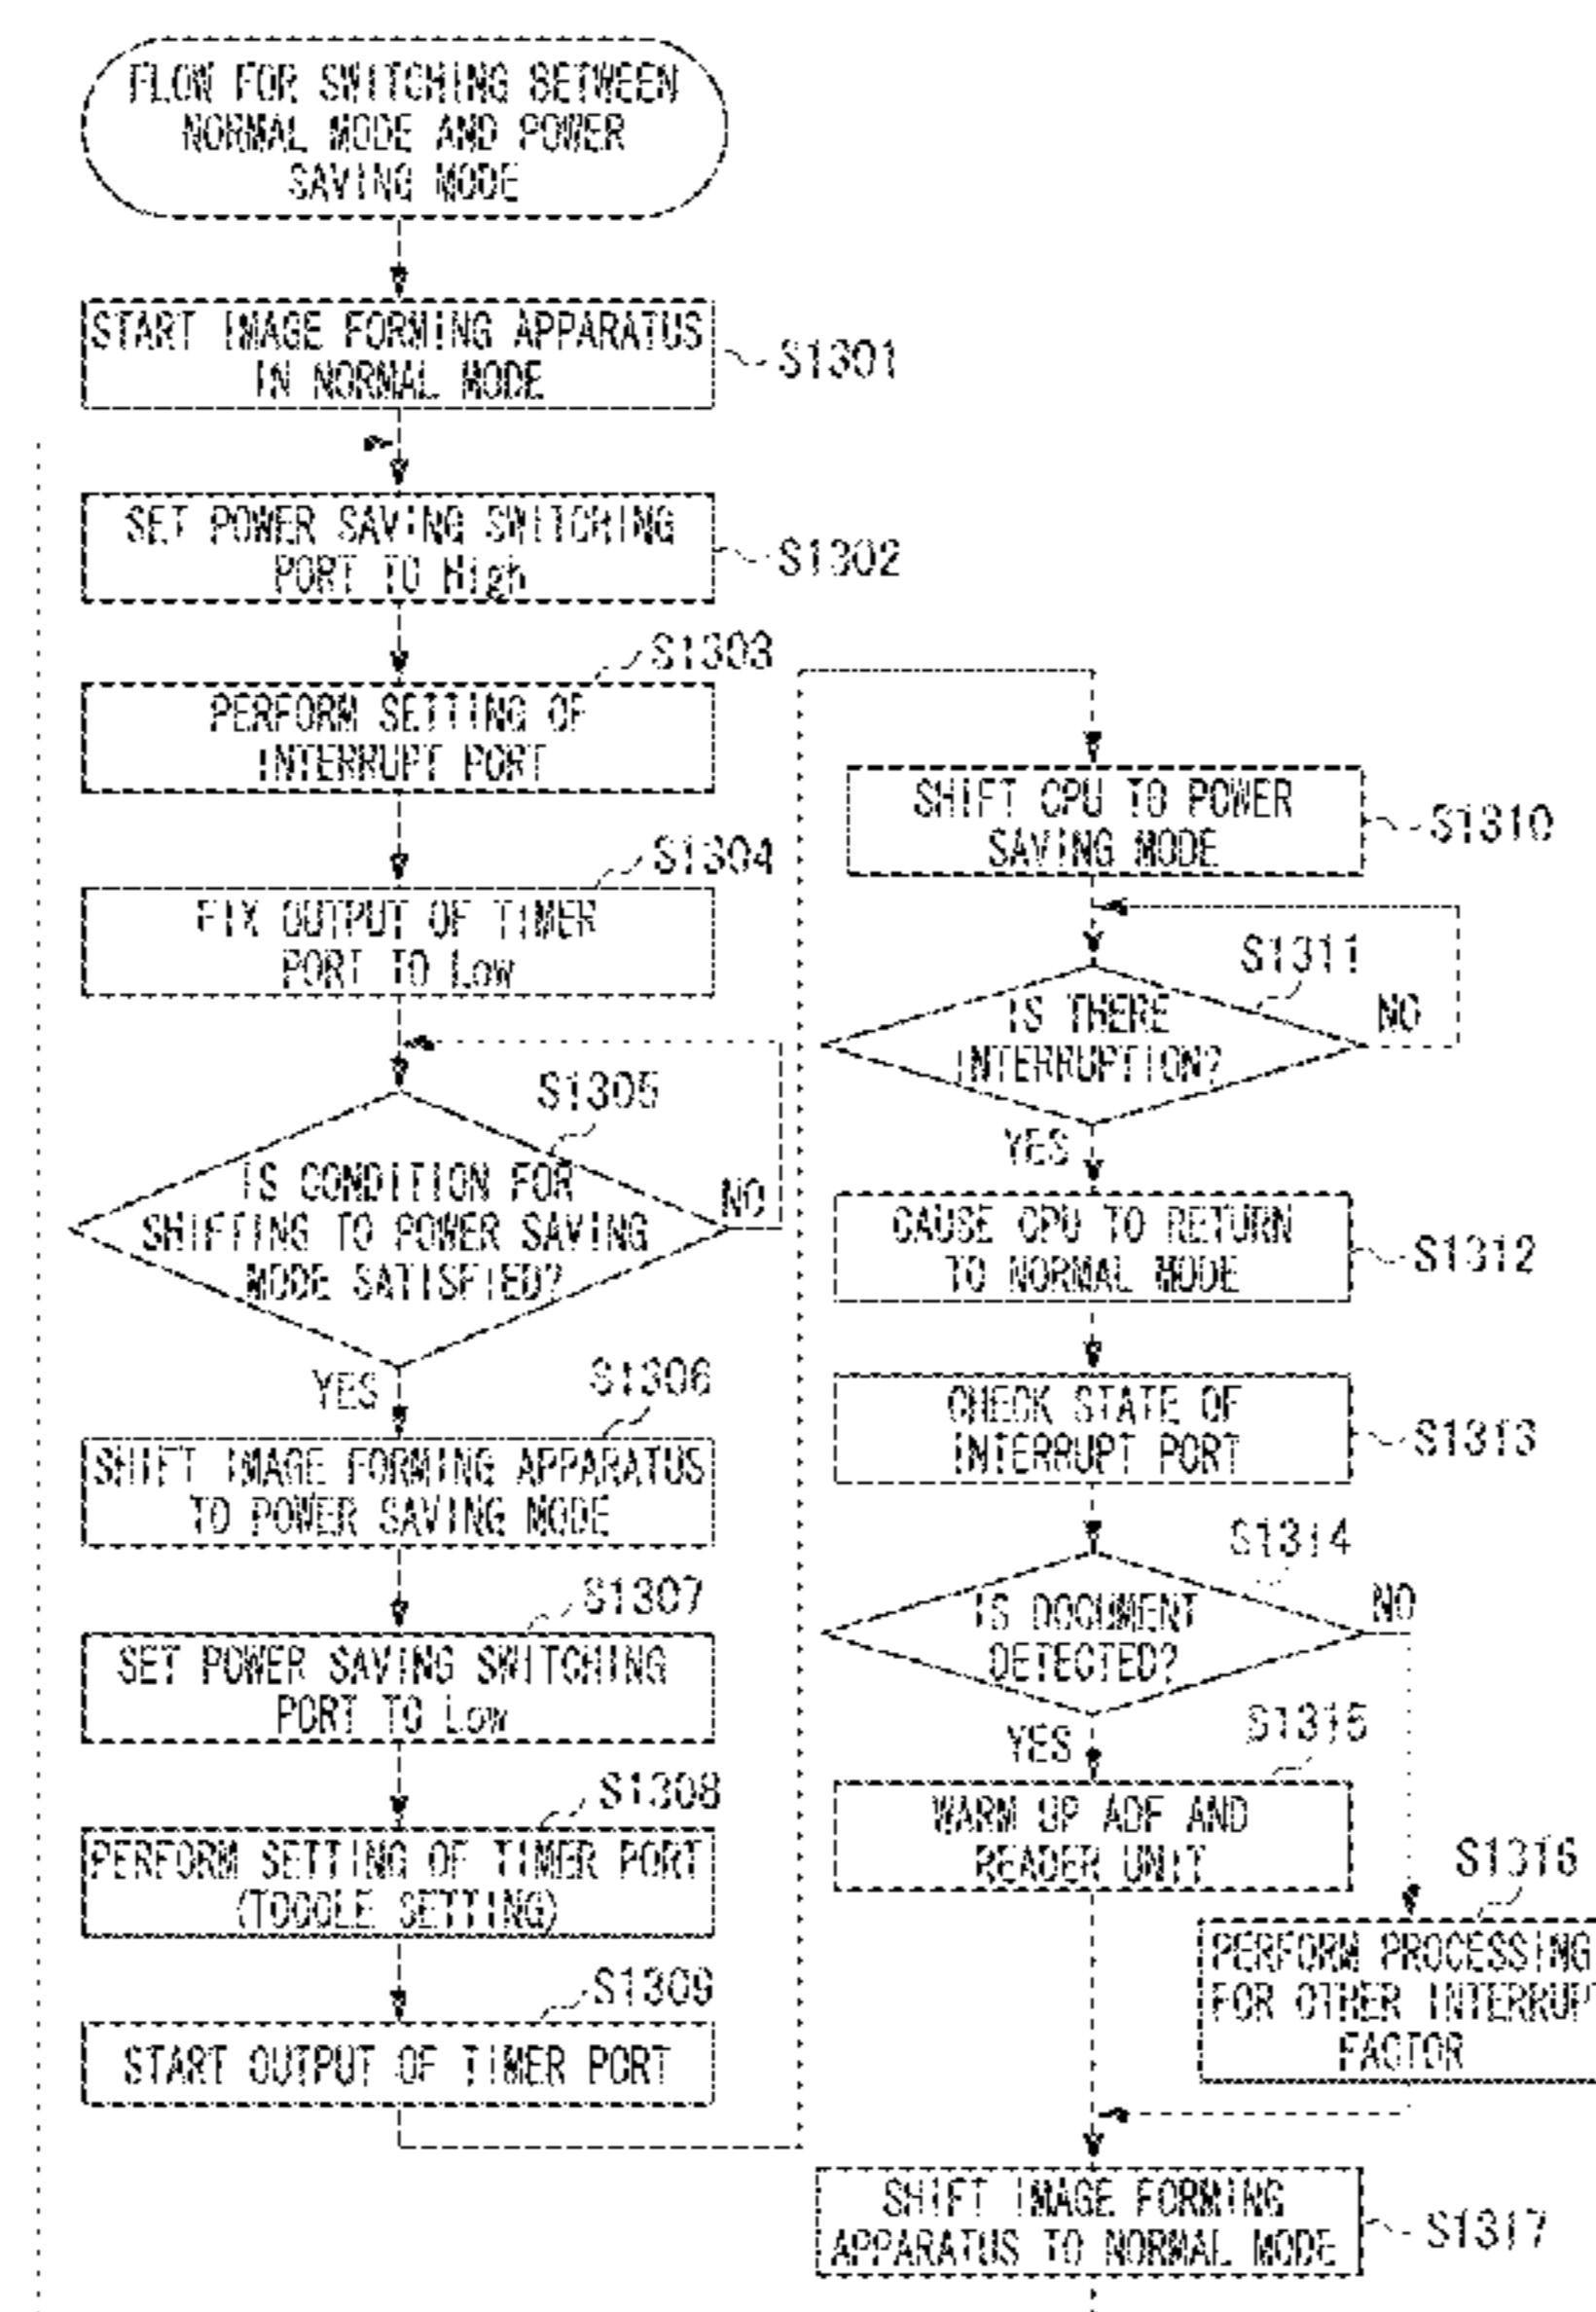 FLOW FOR SWITCHING BETWEEN
NORMAL MODE AND POWER
SAVING MODE
START IMAGE FORMING APPARATUS
IN NORMAL MODE
S1301
SET POWER SAVING SWITCHING
PORT TO High
S1302
S1303
PERFORM SETTING OF
INTERRUPT PORT
S1304
FIX OUTPUT OF TIMER
PORT TO Low
S1305
IS CONDITION FOR
SHIFTING TO POWER SAVING
MODE SATISFIED?
NO
YES
S1306
SHIFT IMAGE FORMING APPARATUS
TO POWER SAVING MODE
S1307
SET POWER SAVING SWITCHING
PORT TO Low
S1308
PERFORM SETTING OF TIMER PORT
(TOGGLE SETTING)
S1309
START OUTPUT OF TIMER PORT
SHIFT CPU TO POWER
SAVING MODE
S1310
S1311
IS THERE
INTERRUPTION?
NO
YES
CAUSE CPU TO RETURN
TO NORMAL MODE
S1312
CHECK STATE OF
INTERRUPT PORT
S1313
S1314
IS DOCUMENT
DETECTED?
NO
YES
S1315
WARM UP ADF AND
READER UNIT
S1316
PERFORM PROCESSING
FOR OTHER INTERRUPT
FACTOR
SHIFT IMAGE FORMING
APPARATUS TO NORMAL MODE
S1317